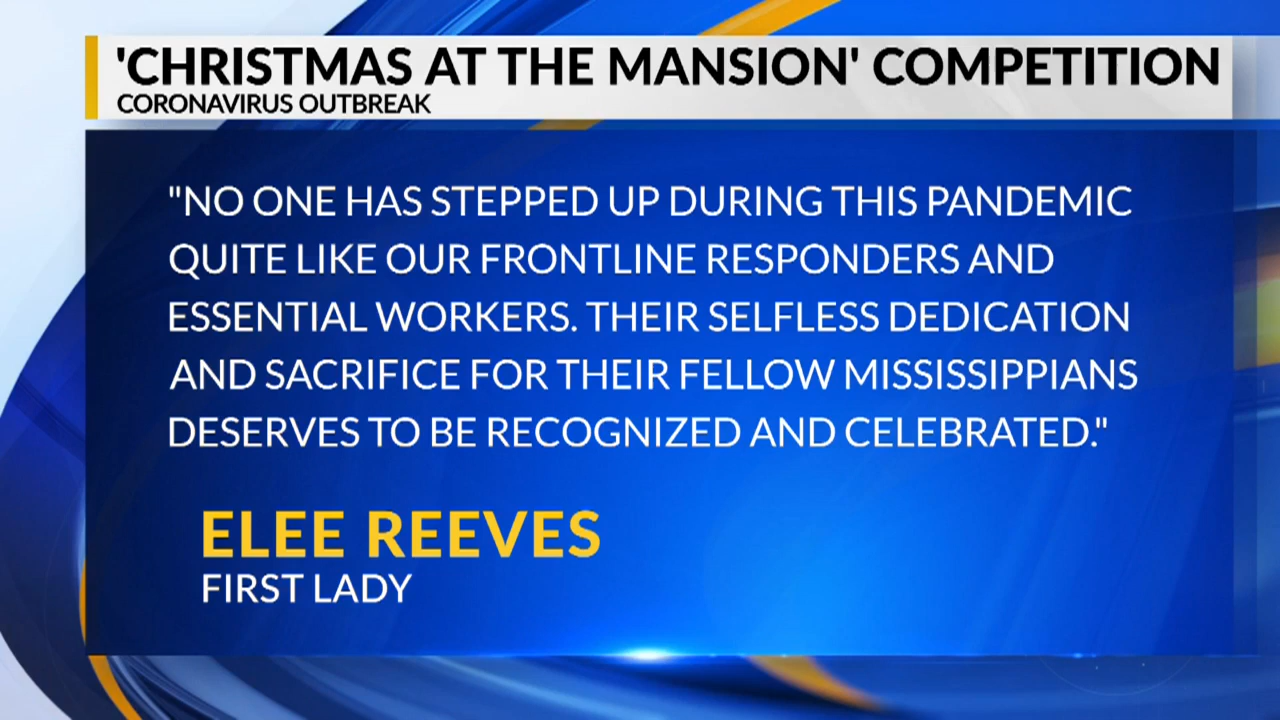 'CHRISTMAS AT THE MANSION' COMPETITION
CORONAVIRUS OUTBREAK
"NO ONE HAS STEPPED UP DURING THIS PANDEMIC
QUITE LIKE OUR FRONTLINE RESPONDERS AND
ESSENTIAL WORKERS. THEIR SELFLESS DEDICATION
AND SACRIFICE FOR THEIR FELLOW MISSISSIPPIANS
DESERVES TO BE RECOGNIZED AND CELEBRATED."
ELEE REEVES
FIRST LADY